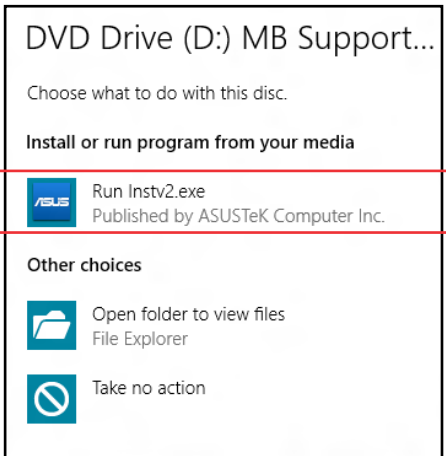 DVD Drive (D:) MB Support...
Choose what to do with this disc.
Install or run program from your media
ASUS
Run Instv2.exe
Published by ASUSTeK Computer Inc.
Other choices
Open folder to view files
File Explorer
Take no action